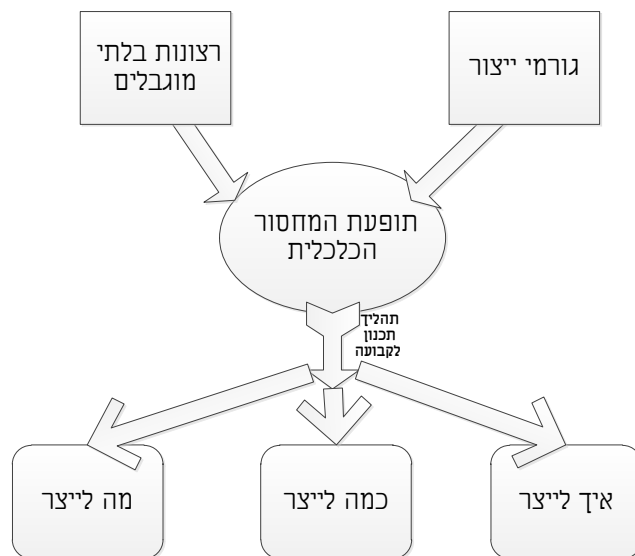 גורמי ייצור
רצונות בלתי
מוגבלים
תופעת המחסור
הכלכלית
תהליך
תכנון
לקבועה
איך לייצר
כמה לייצר
מה לייצר